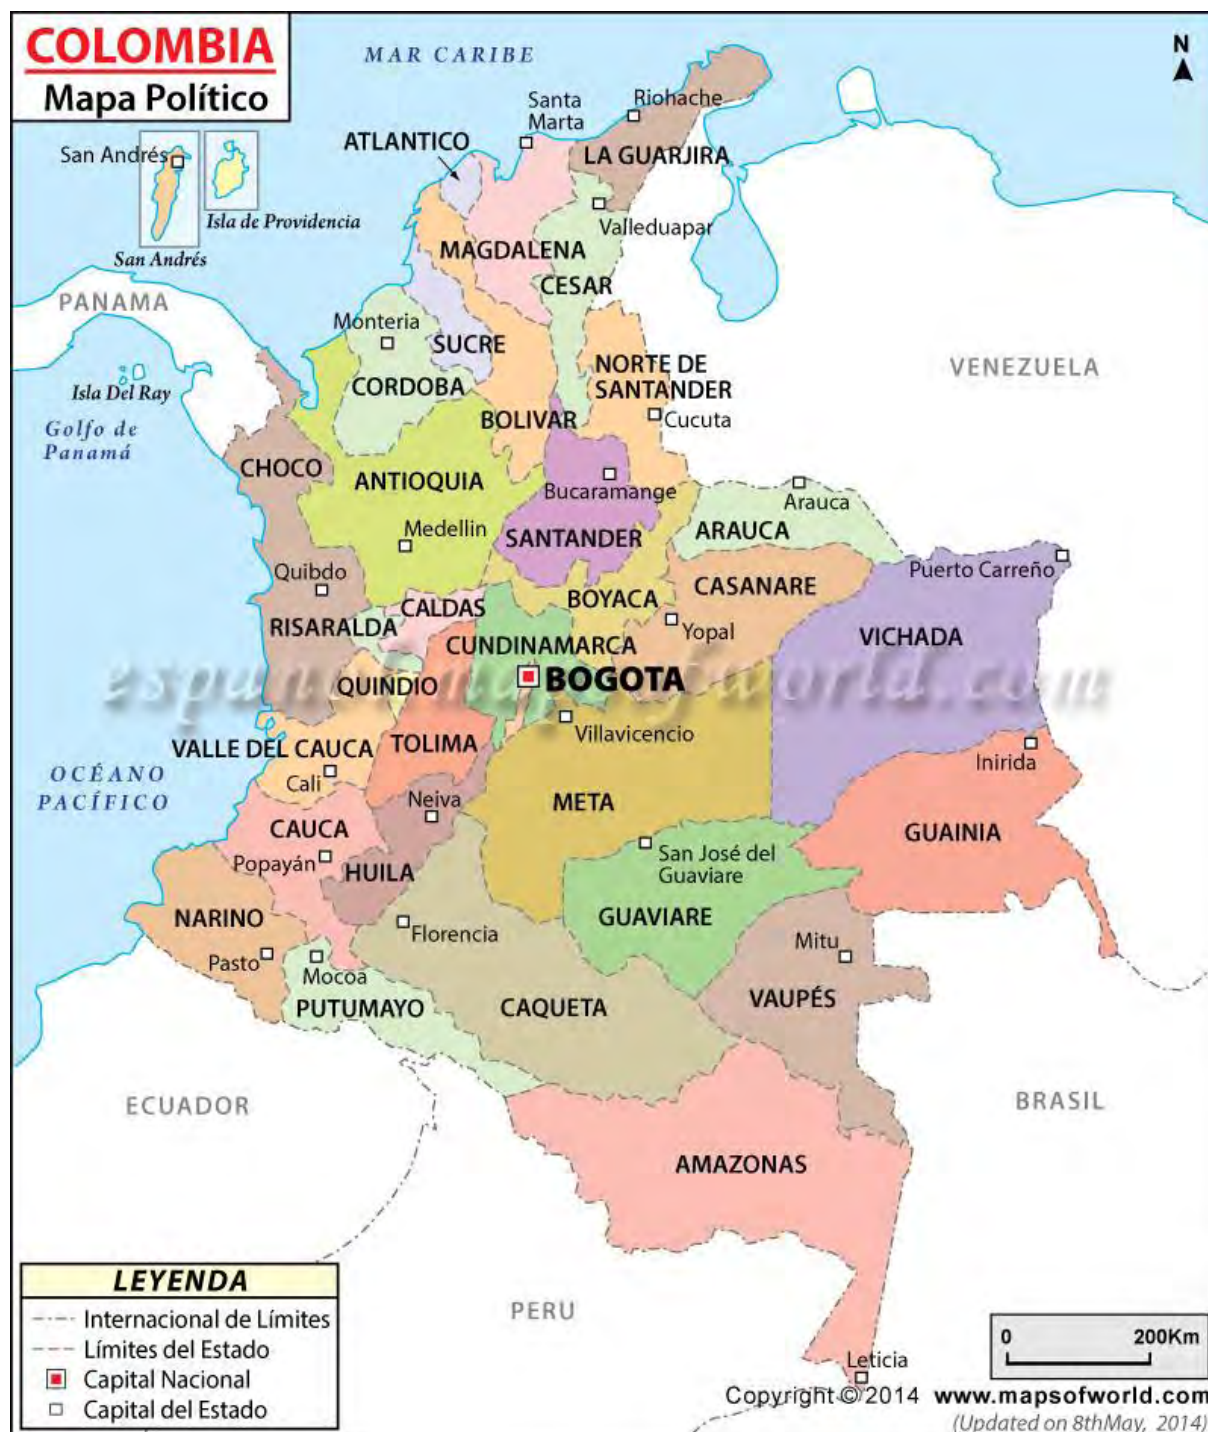 COLOMBIA
Mapa Político
MAR CARIBE
N
Santa
Marta
Riohache
ATLANTICO
LA GUARJIRA
San Andrés
Isla de Providencia
San Andrés
Valleduapar
MAGDALENA
CESAR
PANAMA
Monteria
SUCRE
NORTE DE
SANTANDER
VENEZUELA
Isla Del Ray
CORDOBA
BOLIVAR
Cucuta
Golfo de
Panamá
CHOCO
ANTIOQUIA
Bucaramange
Arauca
Medellin
SANTANDER
ARAUCA
Quibdo
Puerto Carreño
CALDAS
BOYACA
CASANARE
RISARALDA
CUNDINAMARCA
Yopal
VICHADA
QUINDIO
BOGOTA
espanol.mapsofworld.com
VALLE DEL CAUCA
TOLIMA
Villavicencio
Inirida
OCÉANO
PACÍFICO
Cali
Neiva
META
CAUCA
GUAINIA
Popayán
HUILA
San José del
Guaviare
NARINO
Florencia
GUAVIARE
Mitu
Pasto
Mocoa
PUTUMAYO
CAQUETA
VAUPÉS
ECUADOR
BRASIL
AMAZONAS
LEYENDA
Internacional de Límites
Límites del Estado
Capital Nacional
Capital del Estado
PERU
0 200Km
Leticia
Copyright © 2014 www.mapsofworld.com
(Updated on 8thMay, 2014)